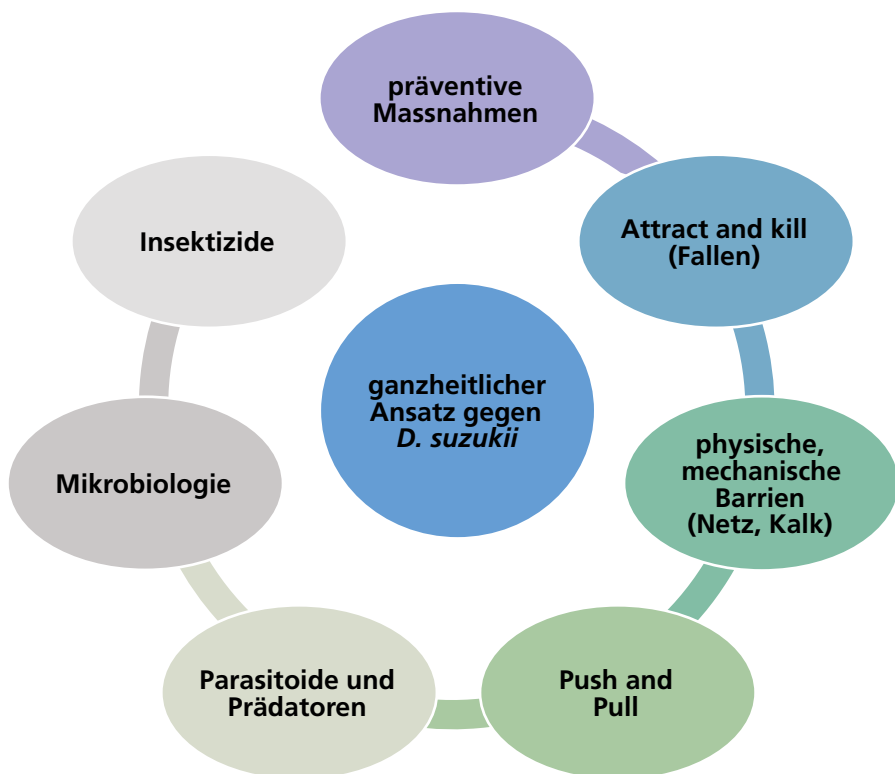 präventive
Massnahmen
Attract and kill
(Fallen)
physische,
mechanische
Barrien
(Netz, Kalk)
Push and
Pull
Parasitoide und
Prädatoren
Mikrobiologie
Insektizide
ganzheitlicher
Ansatz gegen
D. suzukii